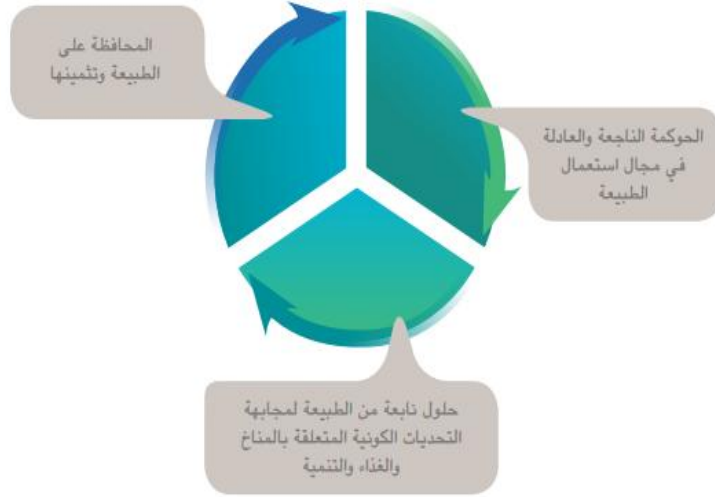 المحافظة على
الطبيعة وتثمينها
الحوكمة الناجعة والعادلة
في مجال استعمال
الطبيعة
حلول نابعة من الطبيعة لمجابهة
التحديات الكونية المتعلقة بالمناخ
والغذاء والتنمية